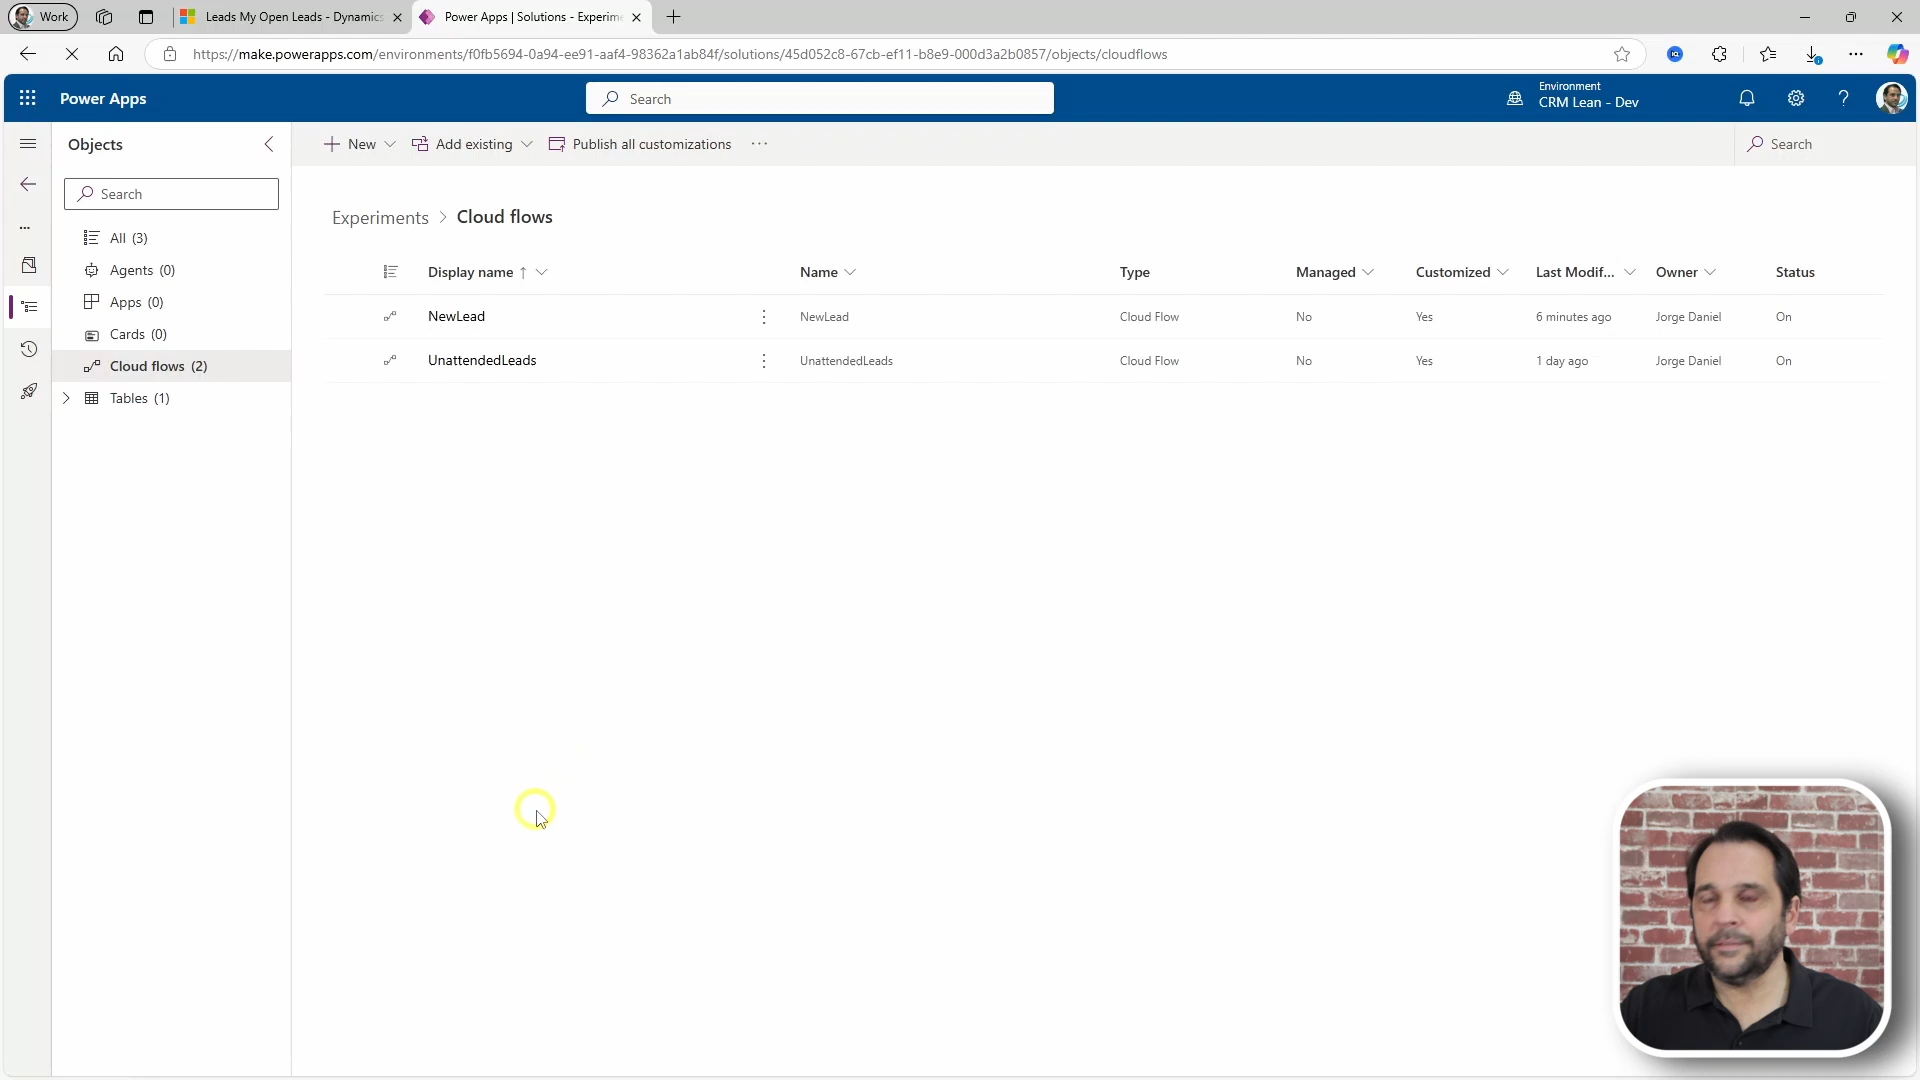 Work
Leads My Open Leads - Dynamics
Power Apps | Solutions - Experim
https://make.powerapps.com/environments/f0fb5694-0a94-ee91-aaf4-98362a1ab84f/solutions/45d052c8-67cb-ef11-b8e9-000d3a2b0857/objects/cloudflows
Power Apps
Search
Environment
CRM Lean - Dev
Objects
New
Add existing
Publish all customizations
Search
Search
Experiments > Cloud flows
All (3)
Agents (0)
Apps (0)
Cards (0)
Cloud flows (2)
Tables (1)
Display name ↑ Name Type Managed Customized Last Modif... Owner Status
NewLead NewLead Cloud Flow No Yes 6 minutes ago Jorge Daniel On
UnattendedLeads UnattendedLeads Cloud Flow No Yes 1 day ago Jorge Daniel On